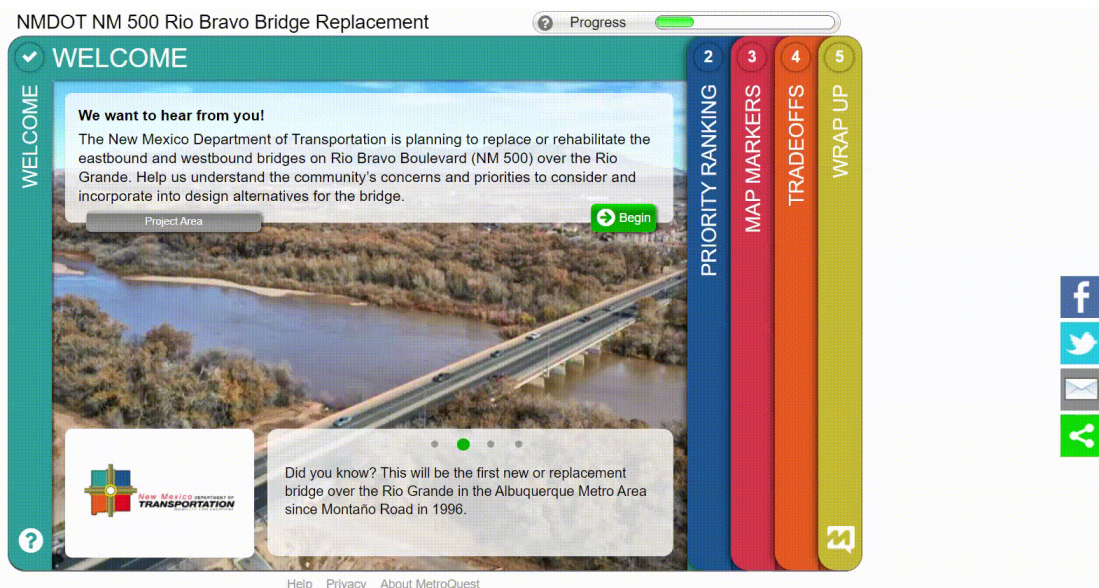 NMDOT NM 500 Rio Bravo Bridge Replacement
? Progress
WELCOME
WELCOME
We want to hear from you!
The New Mexico Department of Transportation is planning to replace or rehabilitate the
eastbound and westbound bridges on Rio Bravo Boulevard (NM 500) over the Rio
Grande. Help us understand the community's concerns and priorities to consider and
incorporate into design alternatives for the bridge.
Project Area
Begin
2
PRIORITY RANKING
3
MAP MARKERS
4
TRADEOFFS
5
WRAP UP
New Mexico DEPARTMENT OF
TRANSPORTATION
Did you know? This will be the first new or replacement
bridge over the Rio Grande in the Albuquerque Metro Area
since Montaño Road in 1996.
?
Help Privacy About MetroQuest